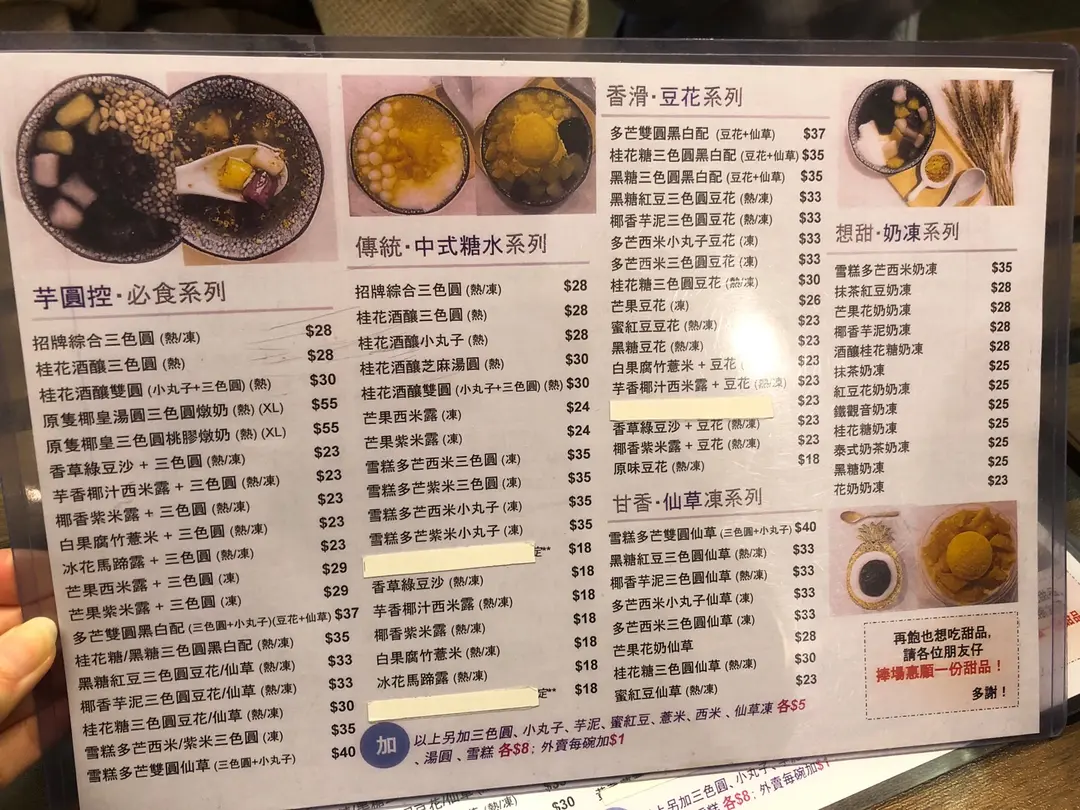 芋圓控·必食系列
招牌綜合三色圓 (熱/凍) $28
桂花酒釀三色圓 (熱) $28
桂花酒釀雙圓 (小丸子+三色圓) (熱) $30
原隻椰皇湯圓三色圓燉奶 (熱) (XL) $55
原隻椰皇三色圓桃膠燉奶 (熱) (XL) $55
香草綠豆沙 + 三色圓 (熱/凍) $23
芋香椰汁西米露 + 三色圓 (熱/凍) $23
椰香紫米露 + 三色圓 (熱/凍) $23
白果腐竹薏米 + 三色圓 (熱/凍) $23
冰花馬蹄露 + 三色圓 (熱/凍) $23
芒果西米露 + 三色圓 (凍) $29
芒果紫米露 + 三色圓 (凍) $29
多芒雙圓黑白配 (三色圓+小丸子)(豆花+仙草) $37
桂花糖/黑糖三色圓黑白配 (熱/凍) $35
黑糖紅豆三色圓豆花/仙草 (熱/凍) $33
椰香芋泥三色圓豆花/仙草 (熱/凍) $33
桂花糖三色圓豆花/仙草 (熱/凍) $30
雪糕多芒西米/紫米三色圓 (凍) $35
雪糕多芒雙圓仙草 (三色圓+小丸子) $40
傳統·中式糖水系列
招牌綜合三色圓 (熱/凍) $28
桂花酒釀三色圓 (熱) $28
桂花酒釀小丸子 (熱) $28
桂花酒釀芝麻湯圓 (熱) $30
桂花酒釀雙圓 (小丸子+三色圓) (熱) $30
芒果西米露 (凍) $24
芒果紫米露 (凍) $24
雪糕多芒西米三色圓 (凍) $35
雪糕多芒紫米三色圓 (凍) $35
雪糕多芒西米小丸子 (凍) $35
雪糕多芒紫米小丸子 (凍) $35
定** $18
香草綠豆沙 (熱/凍) $18
芋香椰汁西米露 (熱/凍) $18
椰香紫米露 (熱/凍) $18
白果腐竹薏米 (熱/凍) $18
冰花馬蹄露 (熱/凍) $18
定** $18
香滑·豆花系列
多芒雙圓黑白配 (豆花+仙草) $37
桂花糖三色圓黑白配 (豆花+仙草) $35
黑糖三色圓黑白配 (豆花+仙草) $35
黑糖紅豆三色圓豆花 (熱/凍) $33
椰香芋泥三色圓豆花 (熱/凍) $33
多芒西米小丸子豆花 (凍) $33
多芒西米三色圓豆花 (凍) $33
桂花糖三色圓豆花 (熱/凍) $30
芒果豆花 (凍) $26
蜜紅豆豆花 (熱/凍) $23
黑糖豆花 (熱/凍) $23
白果腐竹薏米 + 豆花 $23
芋香椰汁西米露 + 豆花 (熱/凍) $23
$23
香草綠豆沙 + 豆花 (熱/凍) $23
椰香紫米露 + 豆花 (熱/凍) $23
原味豆花 (熱/凍) $18
甘香·仙草凍系列
雪糕多芒雙圓仙草 (三色圓+小丸子) $40
黑糖紅豆三色圓仙草 (熱/凍) $33
椰香芋泥三色圓仙草 (熱/凍) $33
多芒西米小丸子仙草 (凍) $33
多芒西米三色圓仙草 (凍) $33
芒果花奶仙草 $28
桂花糖三色圓仙草 (熱/凍) $30
蜜紅豆仙草 (熱/凍) $23
想甜·奶凍系列
雪糕多芒西米奶凍 $35
抹茶紅豆奶凍 $28
芒果花奶奶凍 $28
椰香芋泥奶凍 $28
酒釀桂花糖奶凍 $28
抹茶奶凍 $25
紅豆花奶奶凍 $25
鐵觀音奶凍 $25
桂花糖奶凍 $25
泰式奶茶奶凍 $25
黑糖奶凍 $25
花奶奶凍 $23
再飽也想吃甜品,
請各位朋友仔
捧場惠顧一份甜品！
多謝！
加
以上另加三色圓、小丸子、芋泥、蜜紅豆、薏米、西米、仙草凍 各$5
、湯圓、雪糕 各$8；外賣每碗加$1